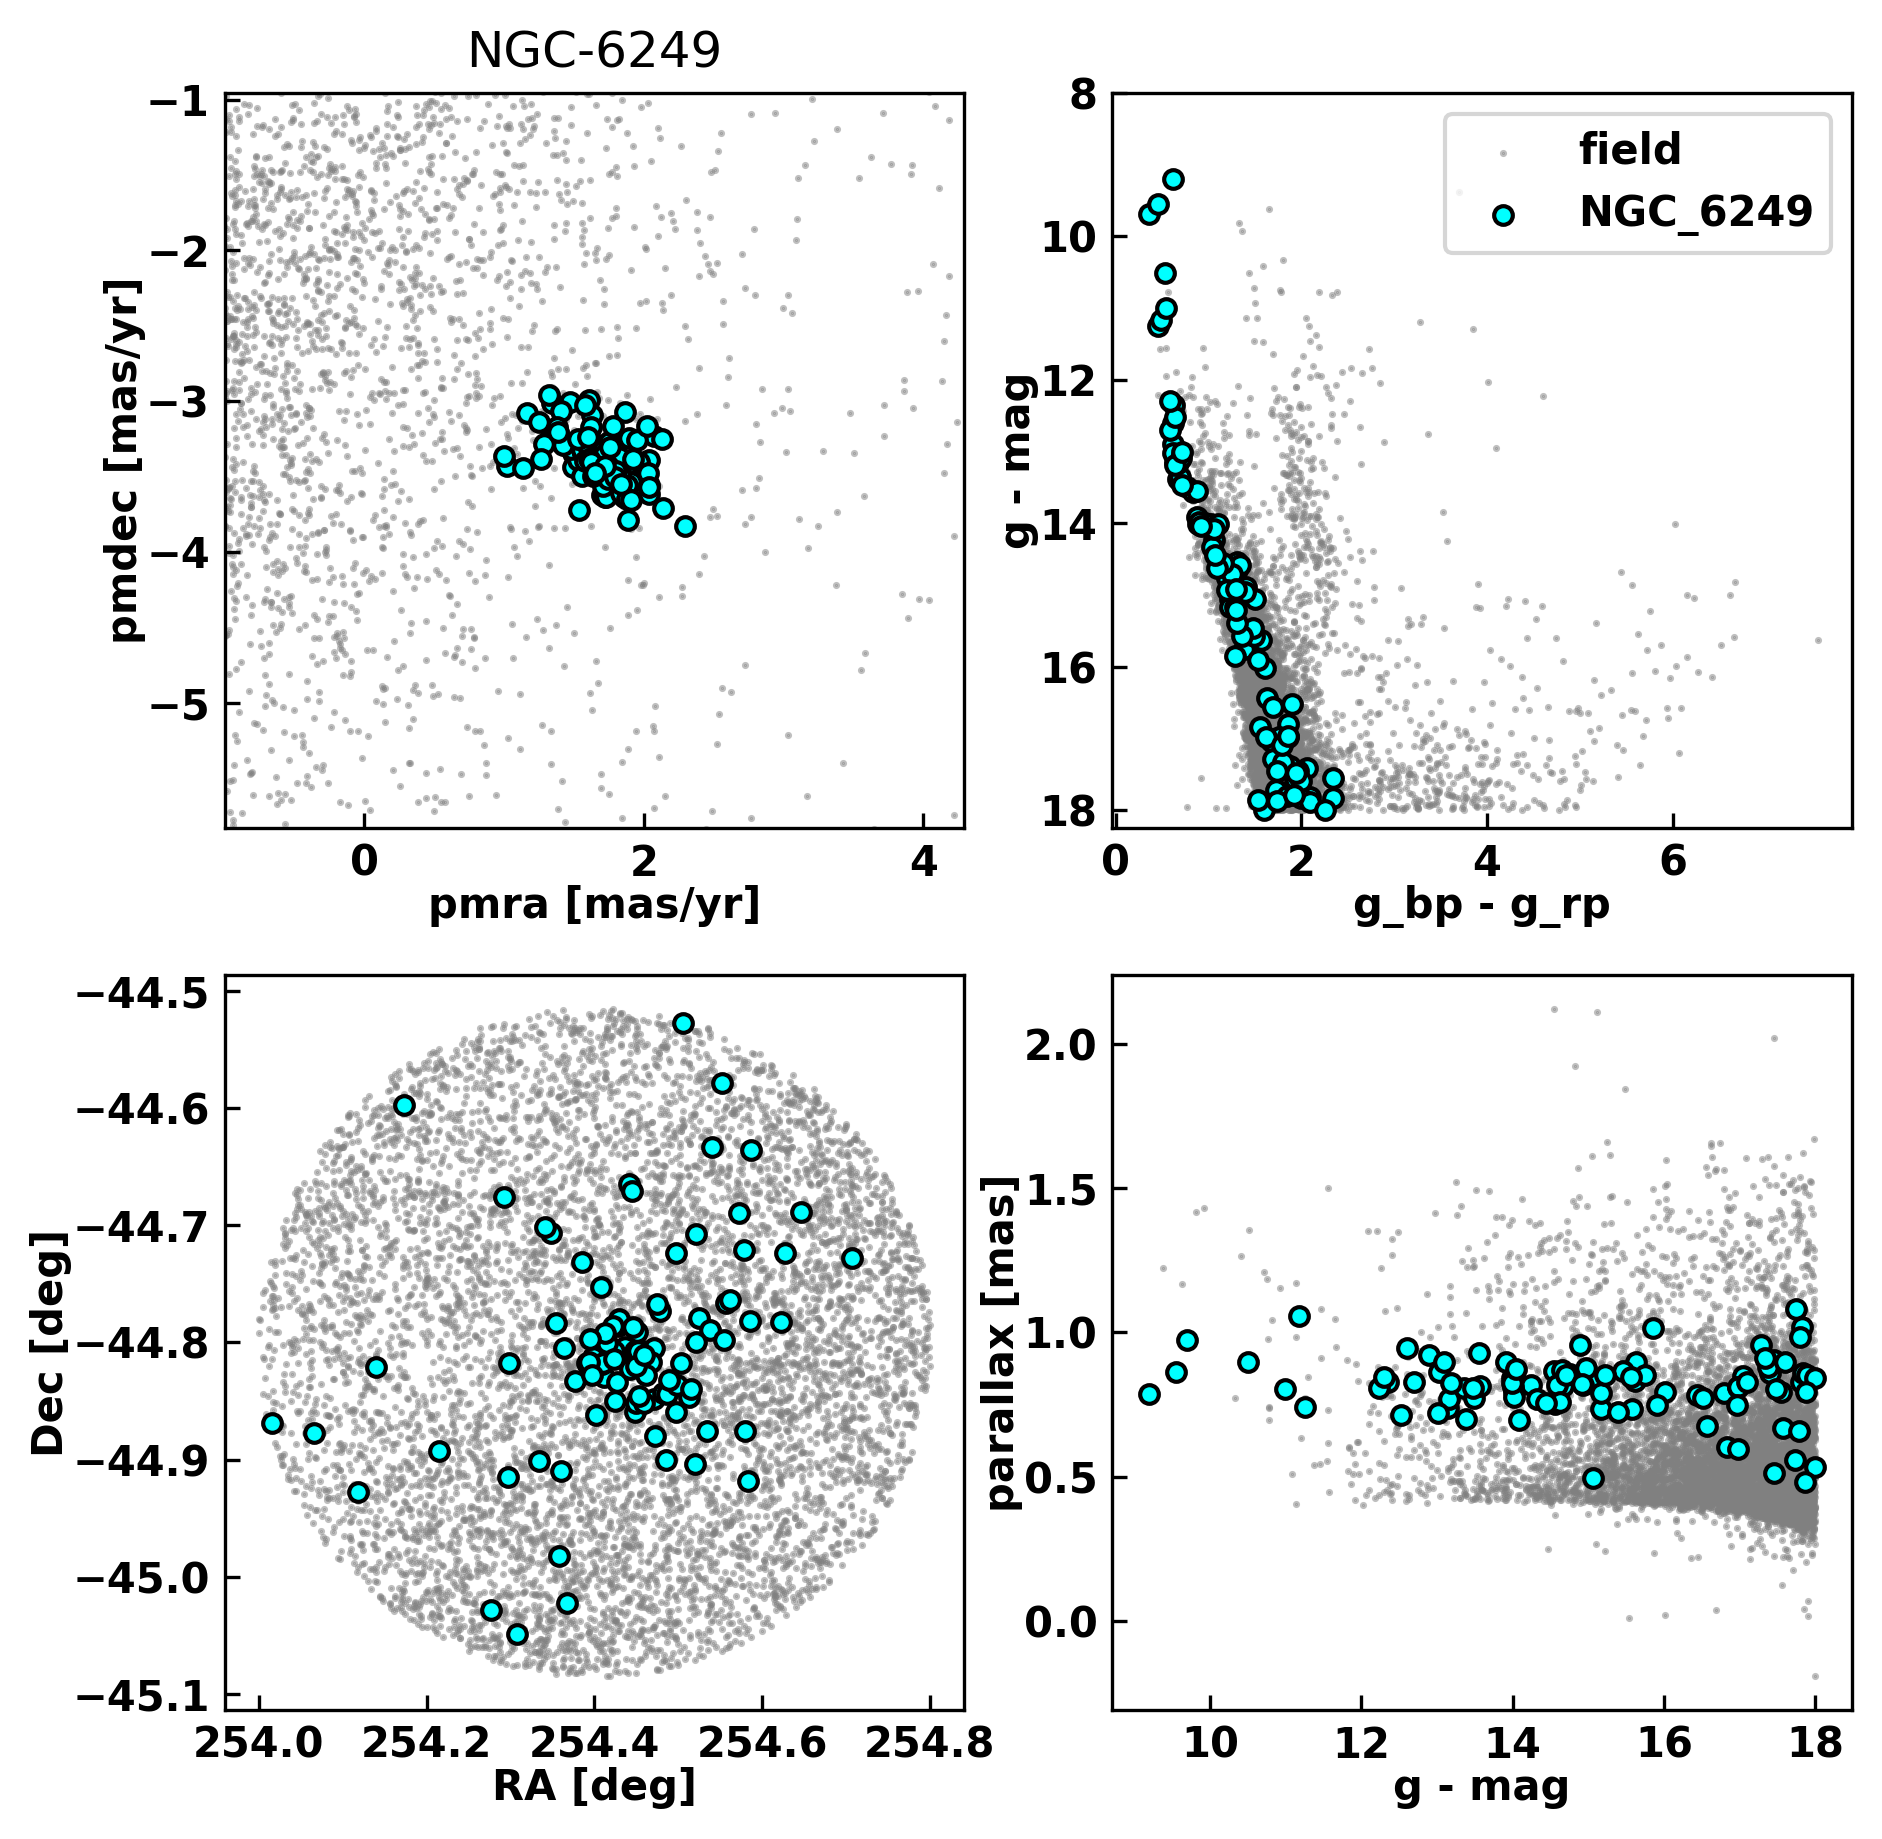 NGC-6249
−1
−2
−3
−4
−5
pmdec [mas/yr]
0 2 4
pmra [mas/yr]
8
10
12
14
16
18
g - mag
field
NGC_6249
0 2 4 6
g_bp - g_rp
−44.5
−44.6
−44.7
−44.8
−44.9
−45.0
−45.1
Dec [deg]
254.0 254.2 254.4 254.6 254.8
RA [deg]
2.0
1.5
1.0
0.5
0.0
parallax [mas]
10 12 14 16 18
g - mag